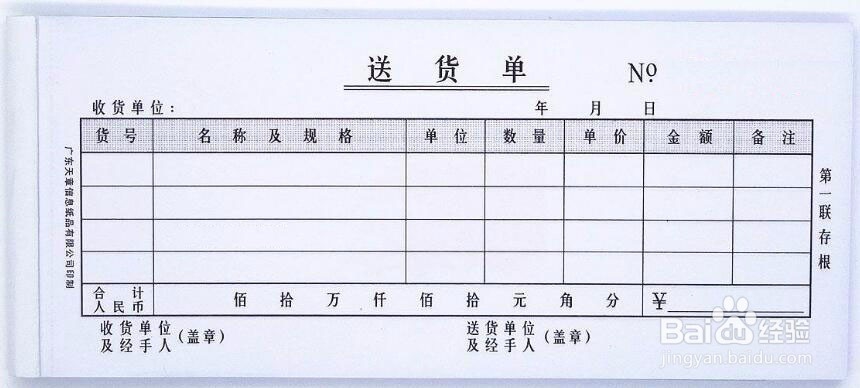 送货单 №
收货单位： 年 月 日
货号 名称及规格 单位 数量 单价 金额 备注
合计
人民币 佰 拾 万 仟 佰 拾 元 角 分 ￥
收货单位
及经手人 (盖章) 送货单位
及经手人 (盖章)
第一联存根
广东天章信息纸品有限公司印制
Baidu经验
jingyan.baidu.com